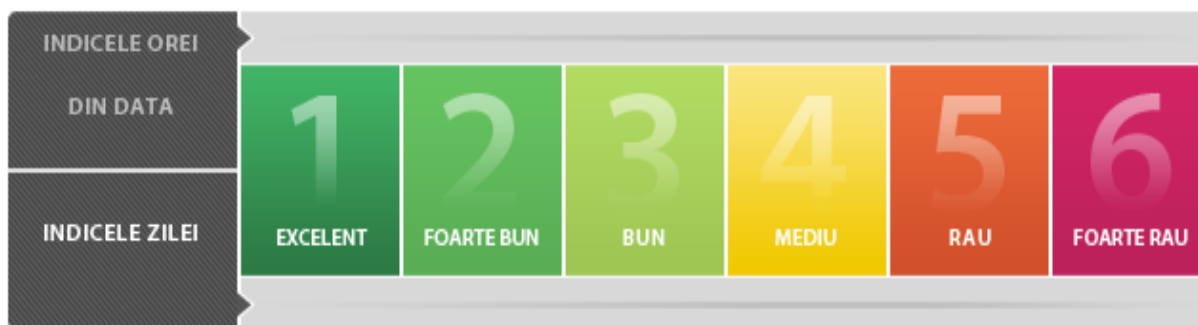 INDICELE OREI
DIN DATA
INDICELE ZILEI
1
EXCELENT
2
FOARTE BUN
3
BUN
4
MEDIU
5
RAU
6
FOARTE RAU